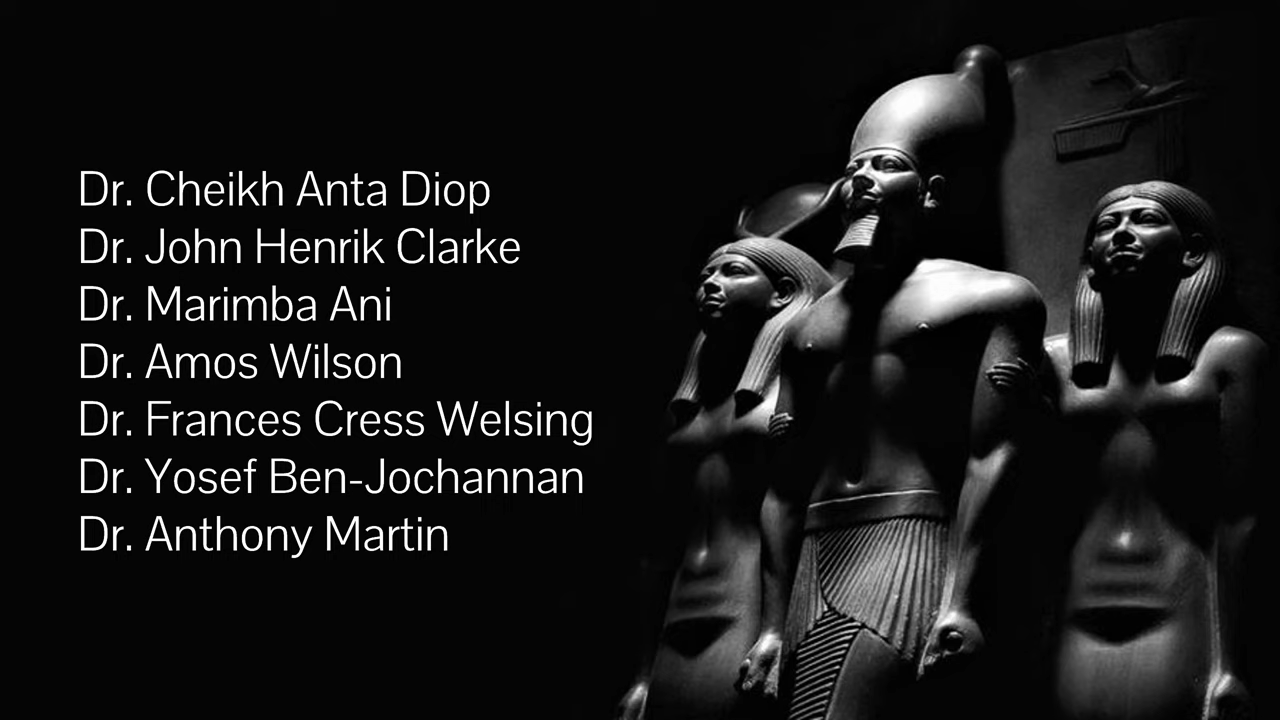 Dr. Cheikh Anta Diop
Dr. John Henrik Clarke
Dr. Marimba Ani
Dr. Amos Wilson
Dr. Frances Cress Welsing
Dr. Yosef Ben-Jochannan
Dr. Anthony Martin